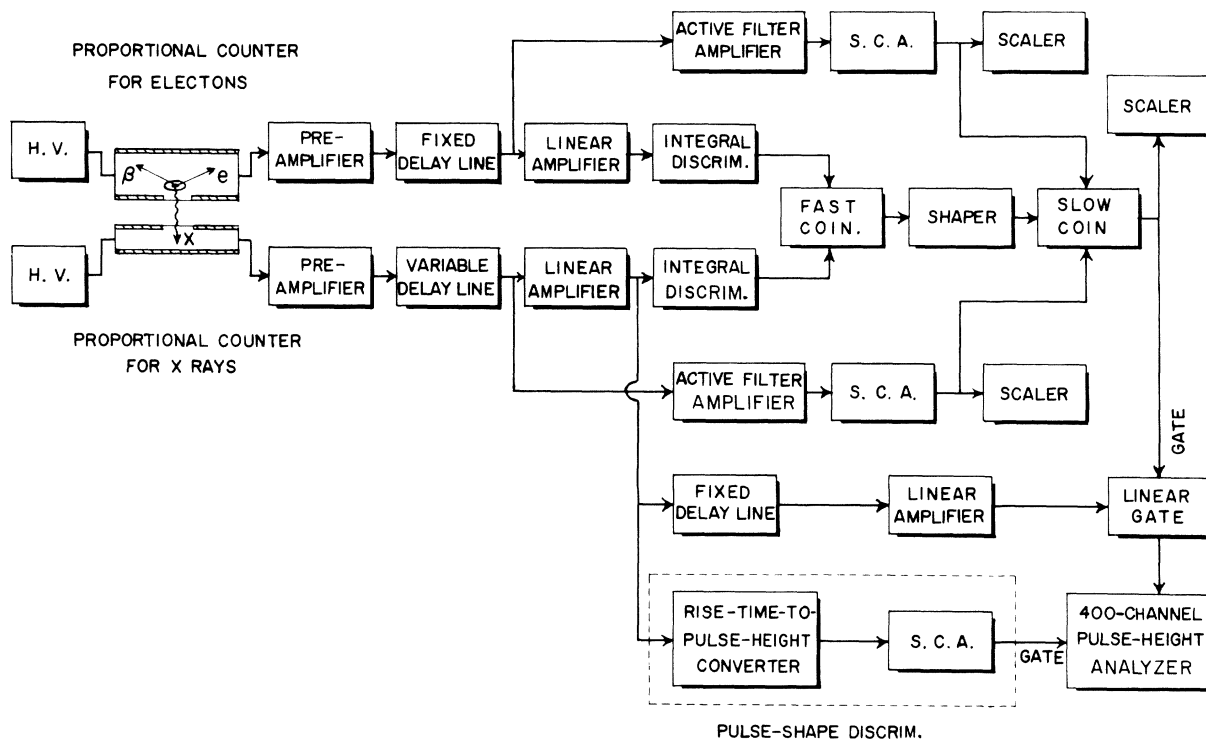 PROPORTIONAL COUNTER
FOR ELECTONS
ACTIVE FILTER
AMPLIFIER
S. C. A.
SCALER
SCALER
H. V.
β
e
X
PRE-
AMPLIFIER
FIXED
DELAY LINE
LINEAR
AMPLIFIER
INTEGRAL
DISCRIM.
FAST
COIN.
SHAPER
SLOW
COIN
H. V.
PRE-
AMPLIFIER
VARIABLE
DELAY LINE
LINEAR
AMPLIFIER
INTEGRAL
DISCRIM.
PROPORTIONAL COUNTER
FOR X RAYS
ACTIVE FILTER
AMPLIFIER
S. C. A.
SCALER
GATE
FIXED
DELAY LINE
LINEAR
AMPLIFIER
LINEAR
GATE
RISE-TIME-TO-
PULSE-HEIGHT
CONVERTER
S. C. A.
GATE
400-CHANNEL
PULSE-HEIGHT
ANALYZER
PULSE-SHAPE DISCRIM.